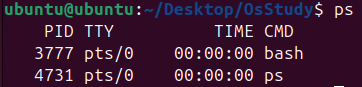 ubuntu@ubuntu:~/Desktop/OsStudy$ ps
    PID TTY          TIME CMD
   3777 pts/0    00:00:00 bash
   4731 pts/0    00:00:00 ps